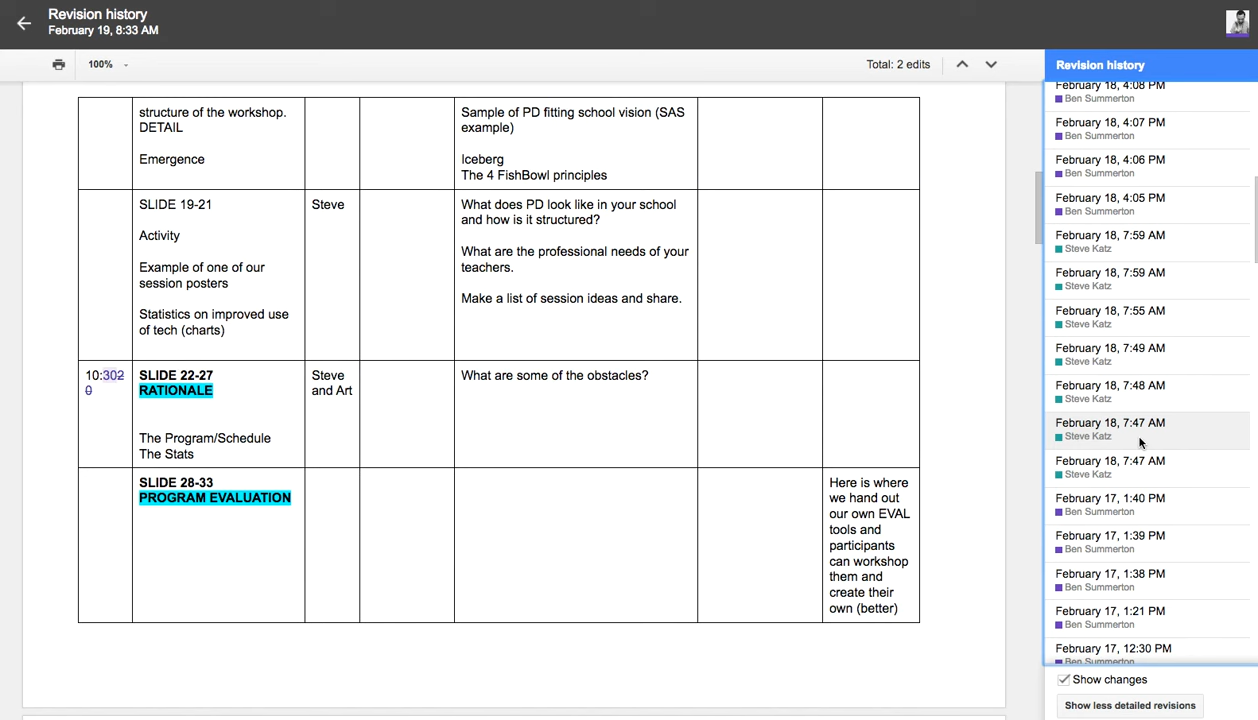 Revision history
February 19, 8:33 AM
100%
Total: 2 edits
Revision history
structure of the workshop.
DETAIL
Emergence
Sample of PD fitting school vision (SAS
example)
Iceberg
The 4 FishBowl principles
SLIDE 19-21
Activity
Example of one of our
session posters
Statistics on improved use
of tech (charts)
Steve
What does PD look like in your school
and how is it structured?
What are the professional needs of your
teachers.
Make a list of session ideas and share.
10:302
0
SLIDE 22-27
RATIONALE
The Program/Schedule
The Stats
Steve
and Art
What are some of the obstacles?
SLIDE 28-33
PROGRAM EVALUATION
Here is where
we hand out
our own EVAL
tools and
participants
can workshop
them and
create their
own (better)
February 18, 4:08 PM
Ben Summerton
February 18, 4:07 PM
Ben Summerton
February 18, 4:06 PM
Ben Summerton
February 18, 4:05 PM
Ben Summerton
February 18, 7:59 AM
Steve Katz
February 18, 7:59 AM
Steve Katz
February 18, 7:55 AM
Steve Katz
February 18, 7:49 AM
Steve Katz
February 18, 7:48 AM
Steve Katz
February 18, 7:47 AM
Steve Katz
February 18, 7:47 AM
Steve Katz
February 17, 1:40 PM
Ben Summerton
February 17, 1:39 PM
Ben Summerton
February 17, 1:38 PM
Ben Summerton
February 17, 1:21 PM
Ben Summerton
February 17, 12:30 PM
Ben Summerton
Show changes
Show less detailed revisions